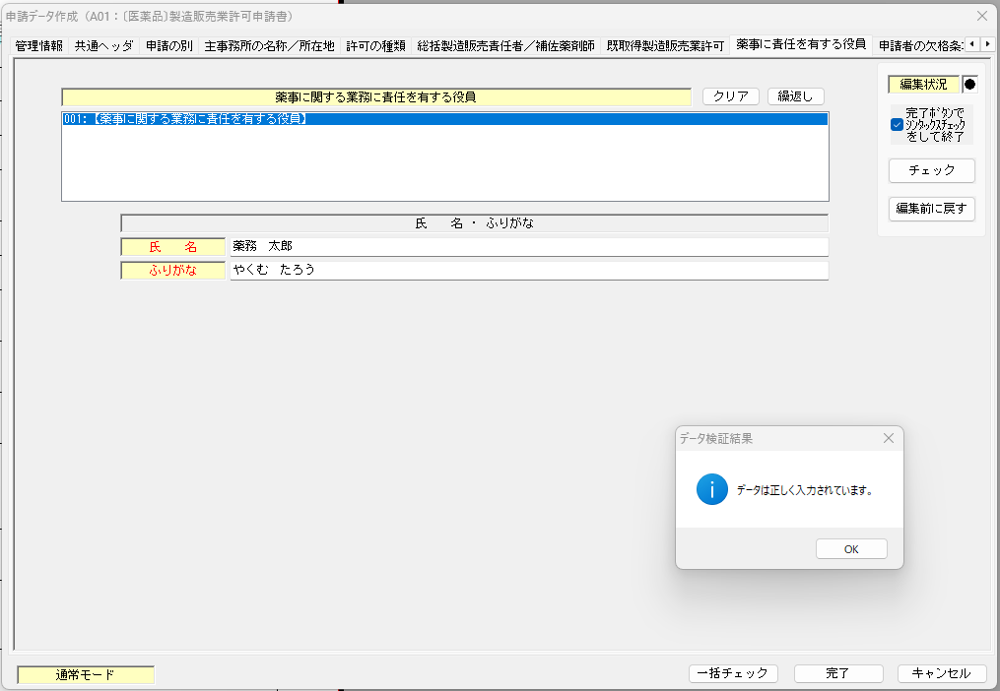 申請データ作成（A01：〔医薬品〕製造販売業許可申請書）
管理情報 共通ヘッダ 申請の別 主事務所の名称／所在地 許可の種類 総括製造販売責任者／補佐薬剤師 既取得製造販売業許可 薬事に責任を有する役員 申請者の欠格条
薬事に関する業務に責任を有する役員 クリア 繰返し
編集状況 ●
001:【薬事に関する業務に責任を有する役員】
完了ﾎﾞﾀﾝで
ｼﾝﾀｯｸｽﾁｪｯｸ
をして終了
チェック
編集前に戻す
氏　名・ふりがな
氏　名 薬務　太郎
ふりがな やくむ　たろう
データ検証結果
データは正しく入力されています。
OK
通常モード 一括チェック 完了 キャンセル